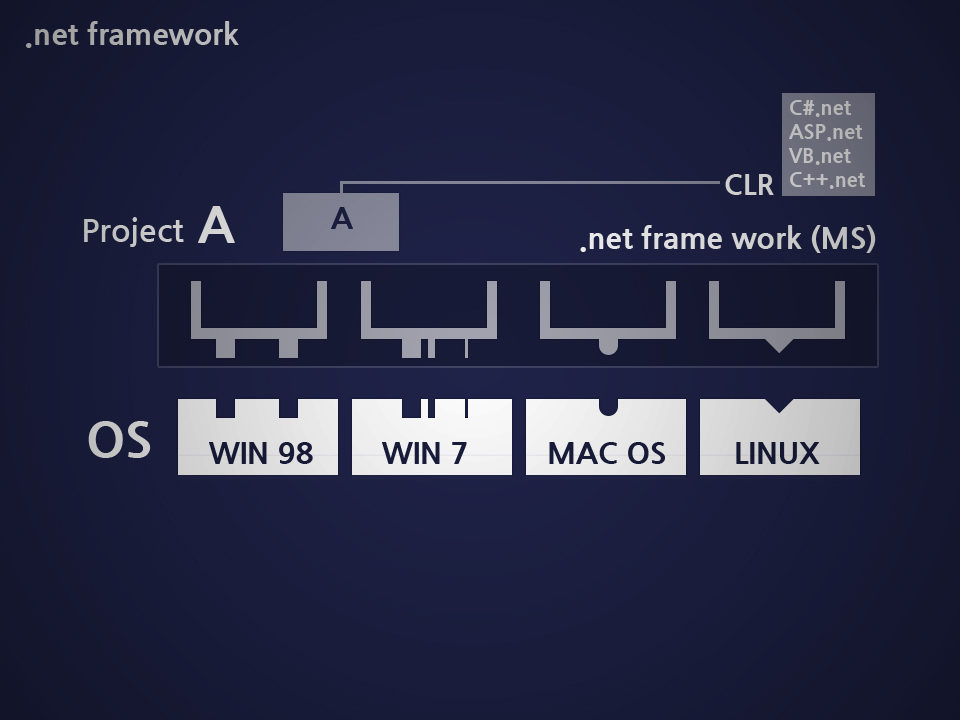 .net framework
C#.net
ASP.net
VB.net
C++.net
CLR
A
Project A
.net frame work (MS)
OS
WIN 98
WIN 7
MAC OS
LINUX